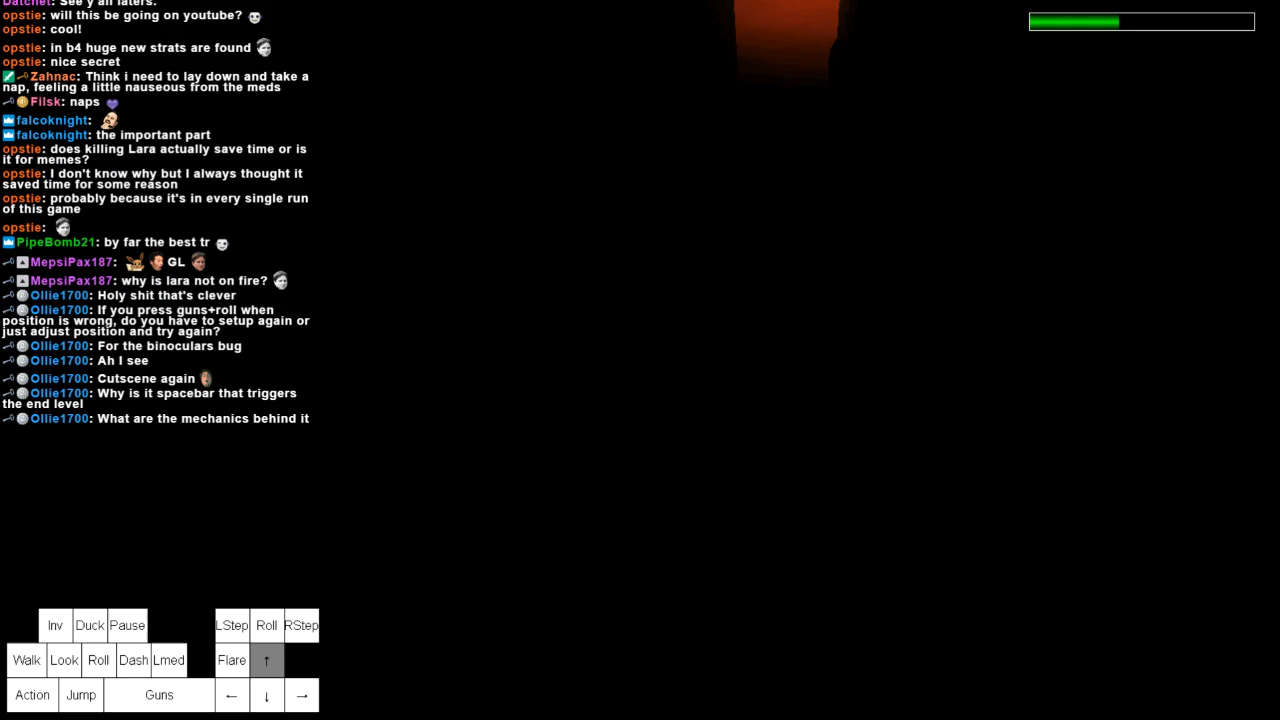 Datchet: See y'all laters.
opstie: will this be going on youtube?
opstie: cool!
opstie: in b4 huge new strats are found
opstie: nice secret
Zahnac: Think i need to lay down and take a
nap, feeling a little nauseous from the meds
Filsk: naps
falcoknight:
falcoknight: the important part
opstie: does killing Lara actually save time or is
it for memes?
opstie: I don't know why but I always thought it
saved time for some reason
opstie: probably because it's in every single run
of this game
opstie:
PipeBomb21: by far the best tr
MepsiPax187: GL
MepsiPax187: why is lara not on fire?
Ollie1700: Holy shit that's clever
Ollie1700: If you press guns+roll when
position is wrong, do you have to setup again or
just adjust position and try again?
Ollie1700: For the binoculars bug
Ollie1700: Ah I see
Ollie1700: Cutscene again
Ollie1700: Why is it spacebar that triggers
the end level
Ollie1700: What are the mechanics behind it
Inv Duck Pause LStep Roll RStep
Walk Look Roll Dash Lmed Flare ↑
Action Jump Guns ← ↓ →